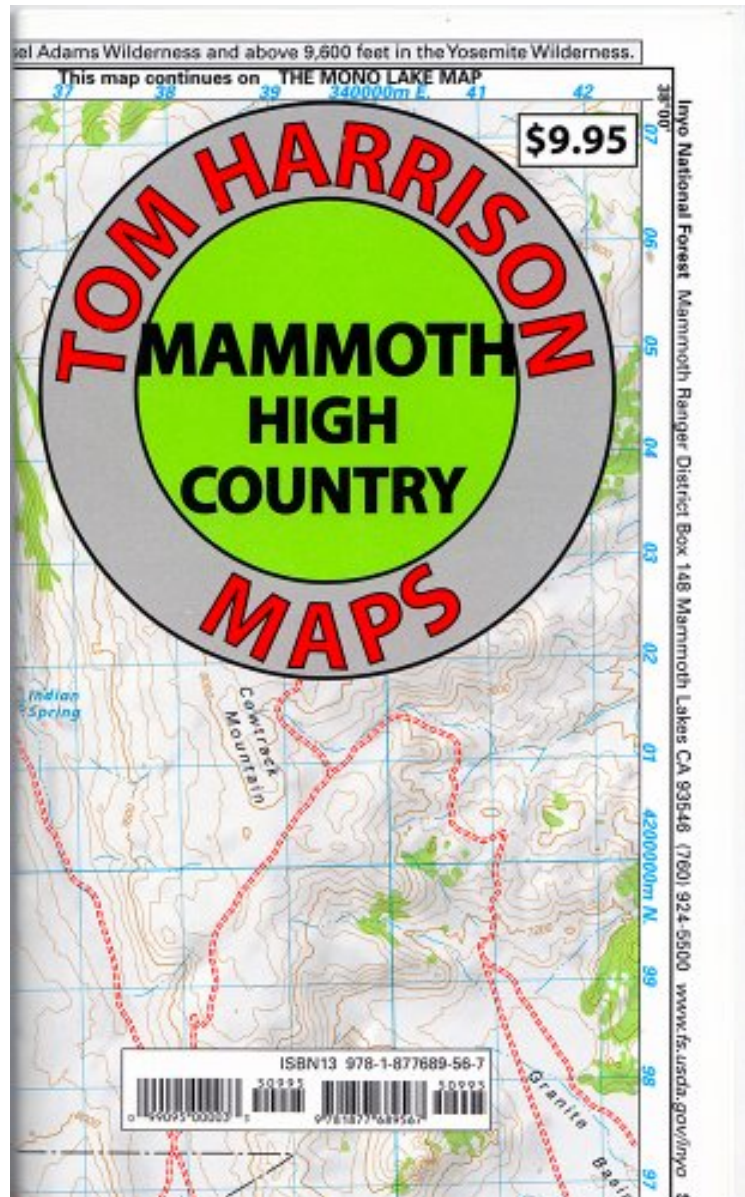 sel Adams Wilderness and above 9,600 feet in the Yosemite Wilderness.
This map continues on THE MONO LAKE MAP
37 38 39 340000m E. 41 42
38°00'
$9.95
TOM HARRISON
MAMMOTH
HIGH
COUNTRY
MAPS
07
06
05
04
03
02
01
4200000m N.
99
98
97
Inyo National Forest Mammoth Ranger District Box 148 Mammoth Lakes CA 93546 (760) 924-5500 www.fs.usda.gov/inyo
Indian
Spring
Cowtrack
Mountain
Granite
Basi
ISBN13 978-1-877689-56-7
50995
50995
9781877689567